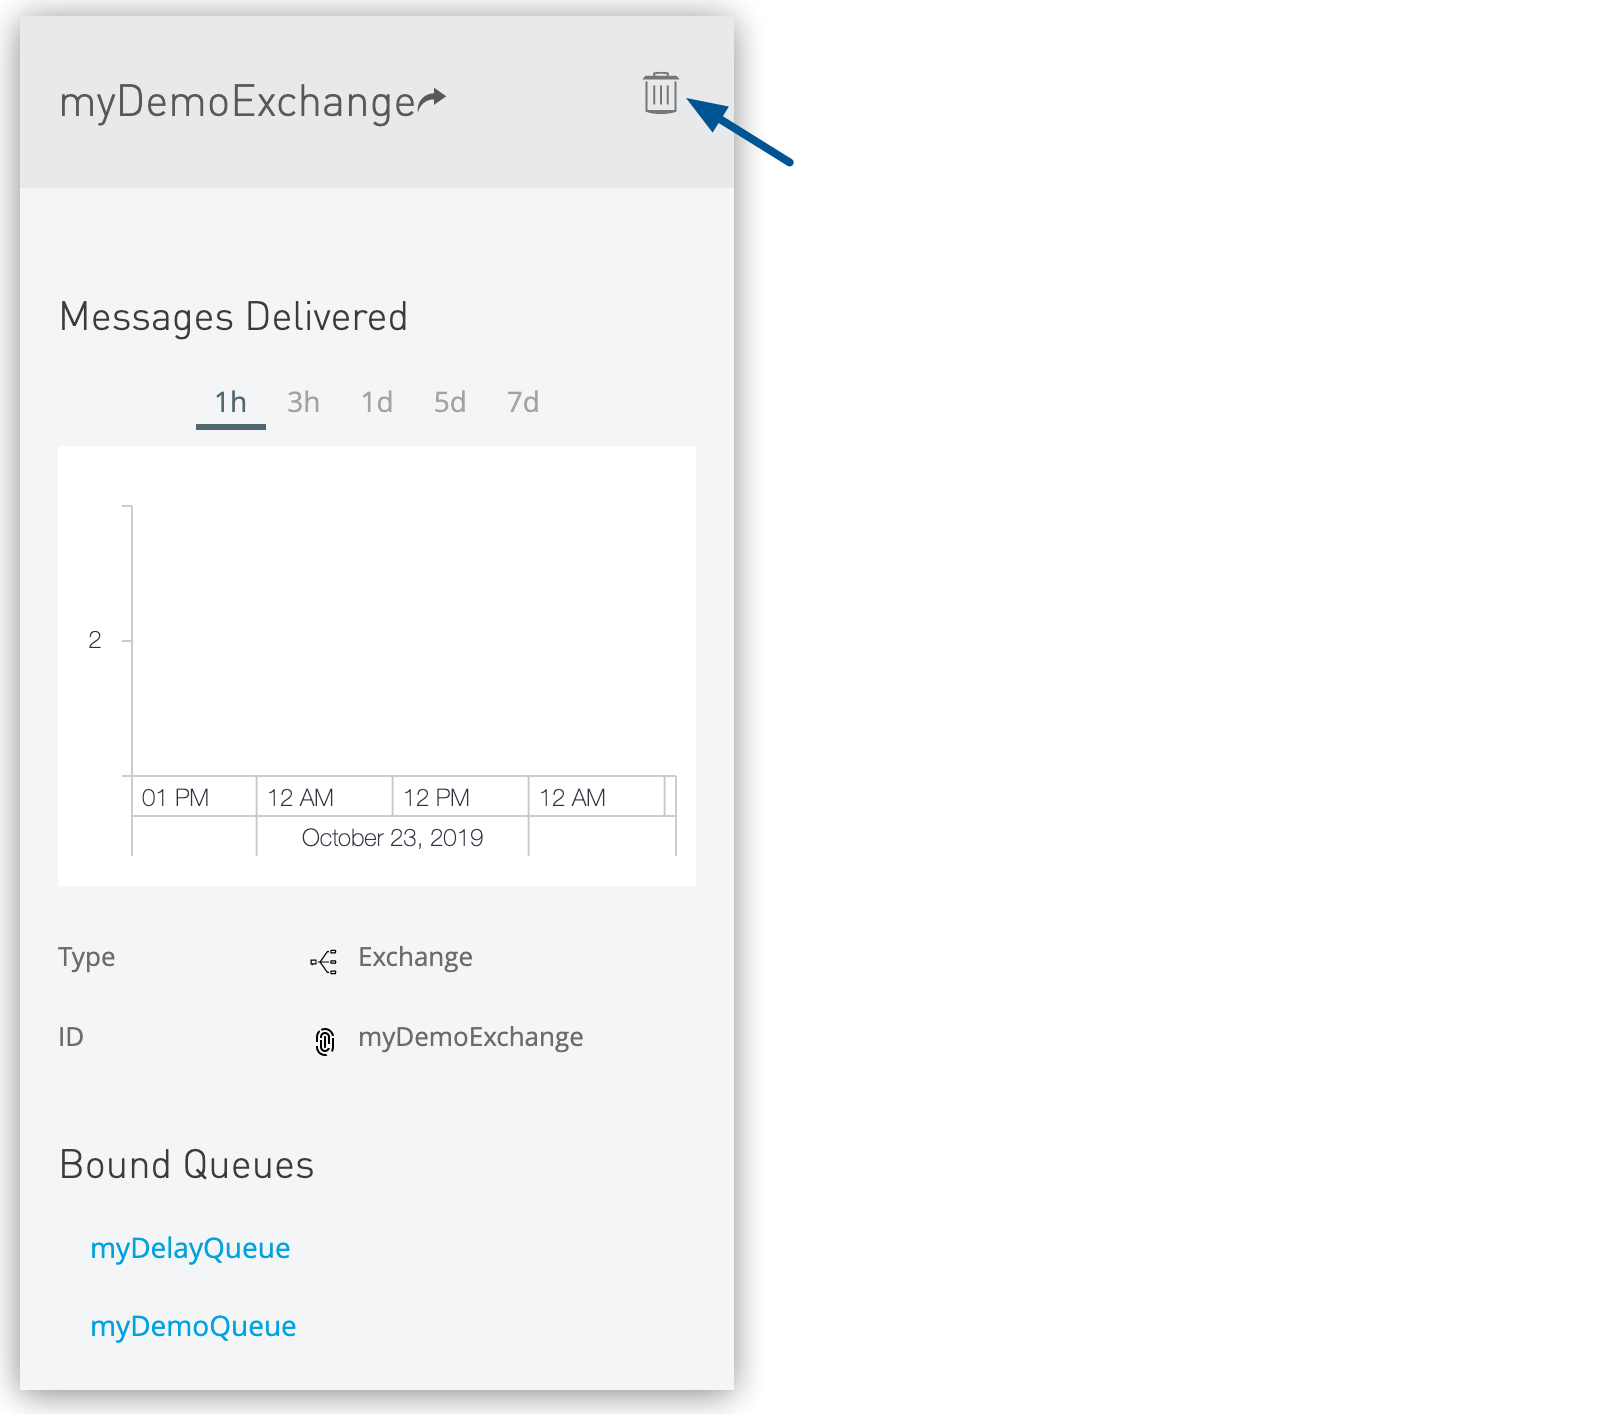 myDemoExchange
Messages Delivered
1h 3h 1d 5d 7d
2
01 PM 12 AM 12 PM 12 AM
October 23, 2019
Type Exchange
ID myDemoExchange
Bound Queues
myDelayQueue
myDemoQueue